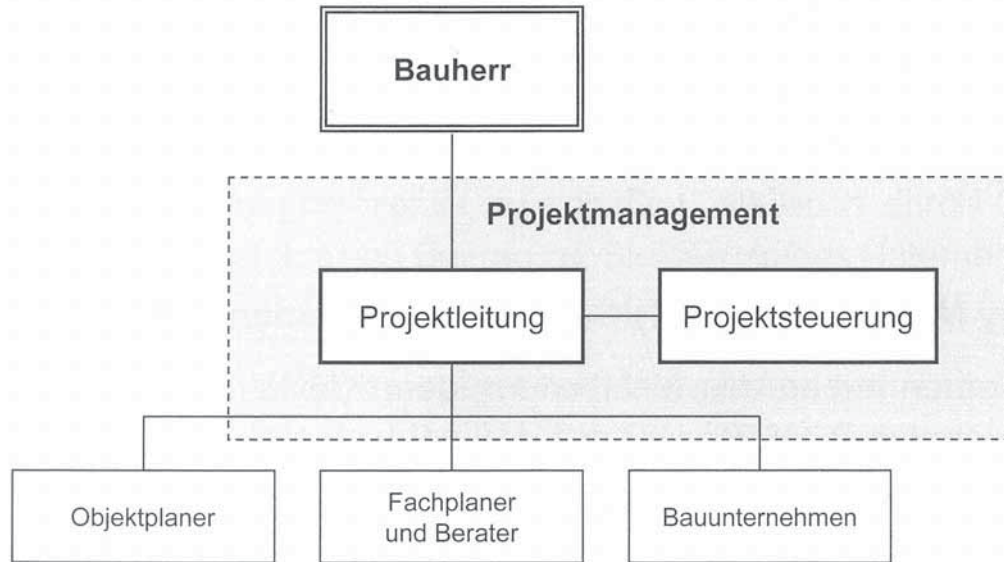 Bauherr
Projektmanagement
Projektleitung
Projektsteuerung
Objektplaner
Fachplaner
und Berater
Bauunternehmen